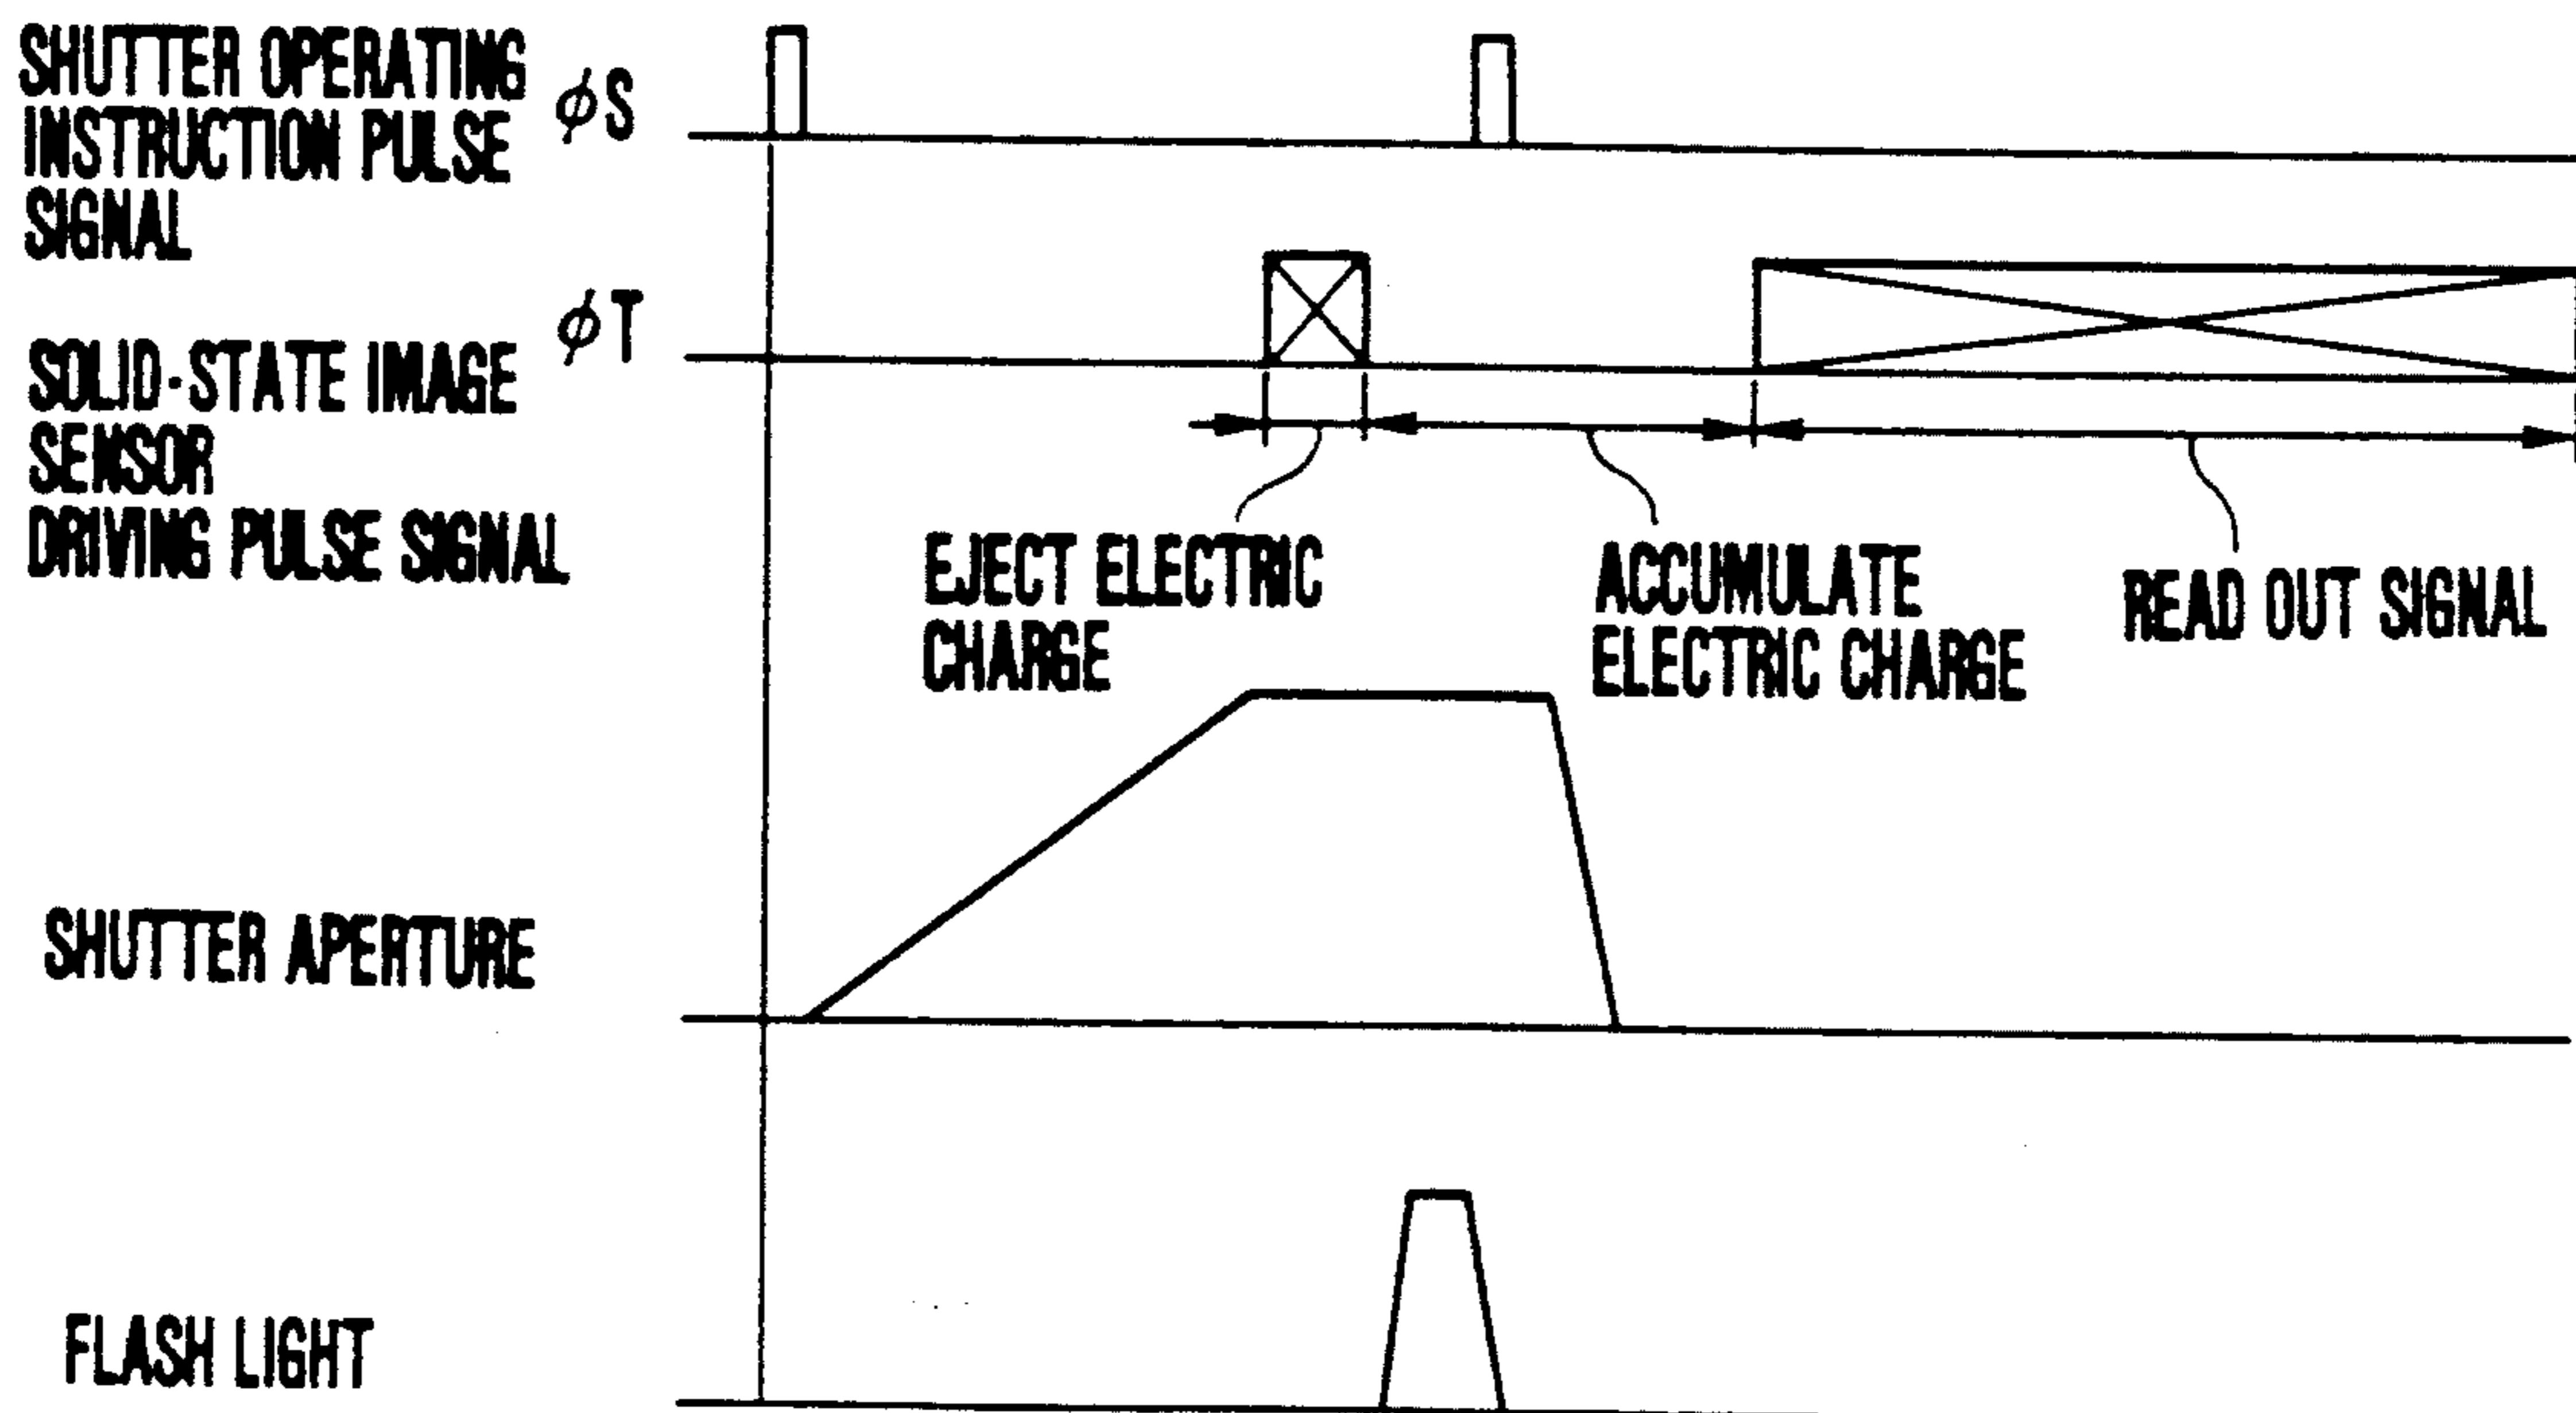 SHUTTER OPERATING
INSTRUCTION PULSE
SIGNAL
φS
φT
SOLID-STATE IMAGE
SENSOR
DRIVING PULSE SIGNAL
EJECT ELECTRIC
CHARGE
ACCUMULATE
ELECTRIC CHARGE
READ OUT SIGNAL
SHUTTER APERTURE
FLASH LIGHT